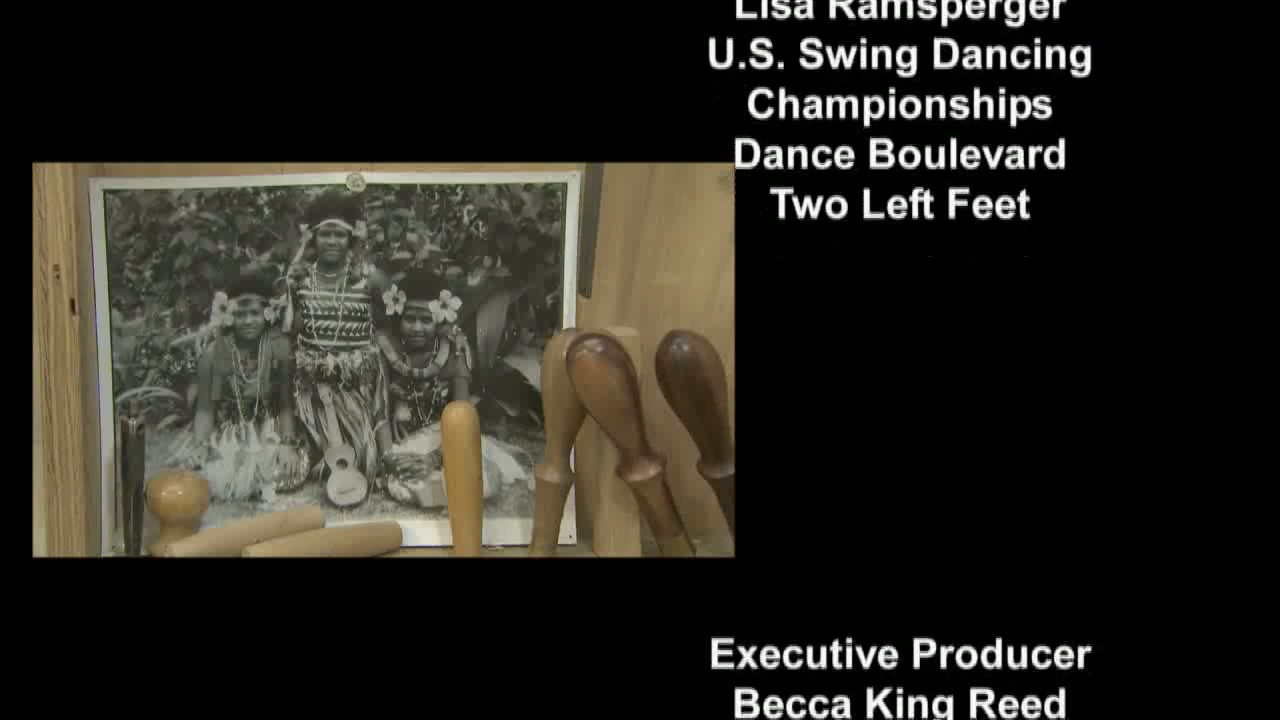 Lisa Ramsperger
U.S. Swing Dancing
Championships
Dance Boulevard
Two Left Feet
Executive Producer
Becca King Reed